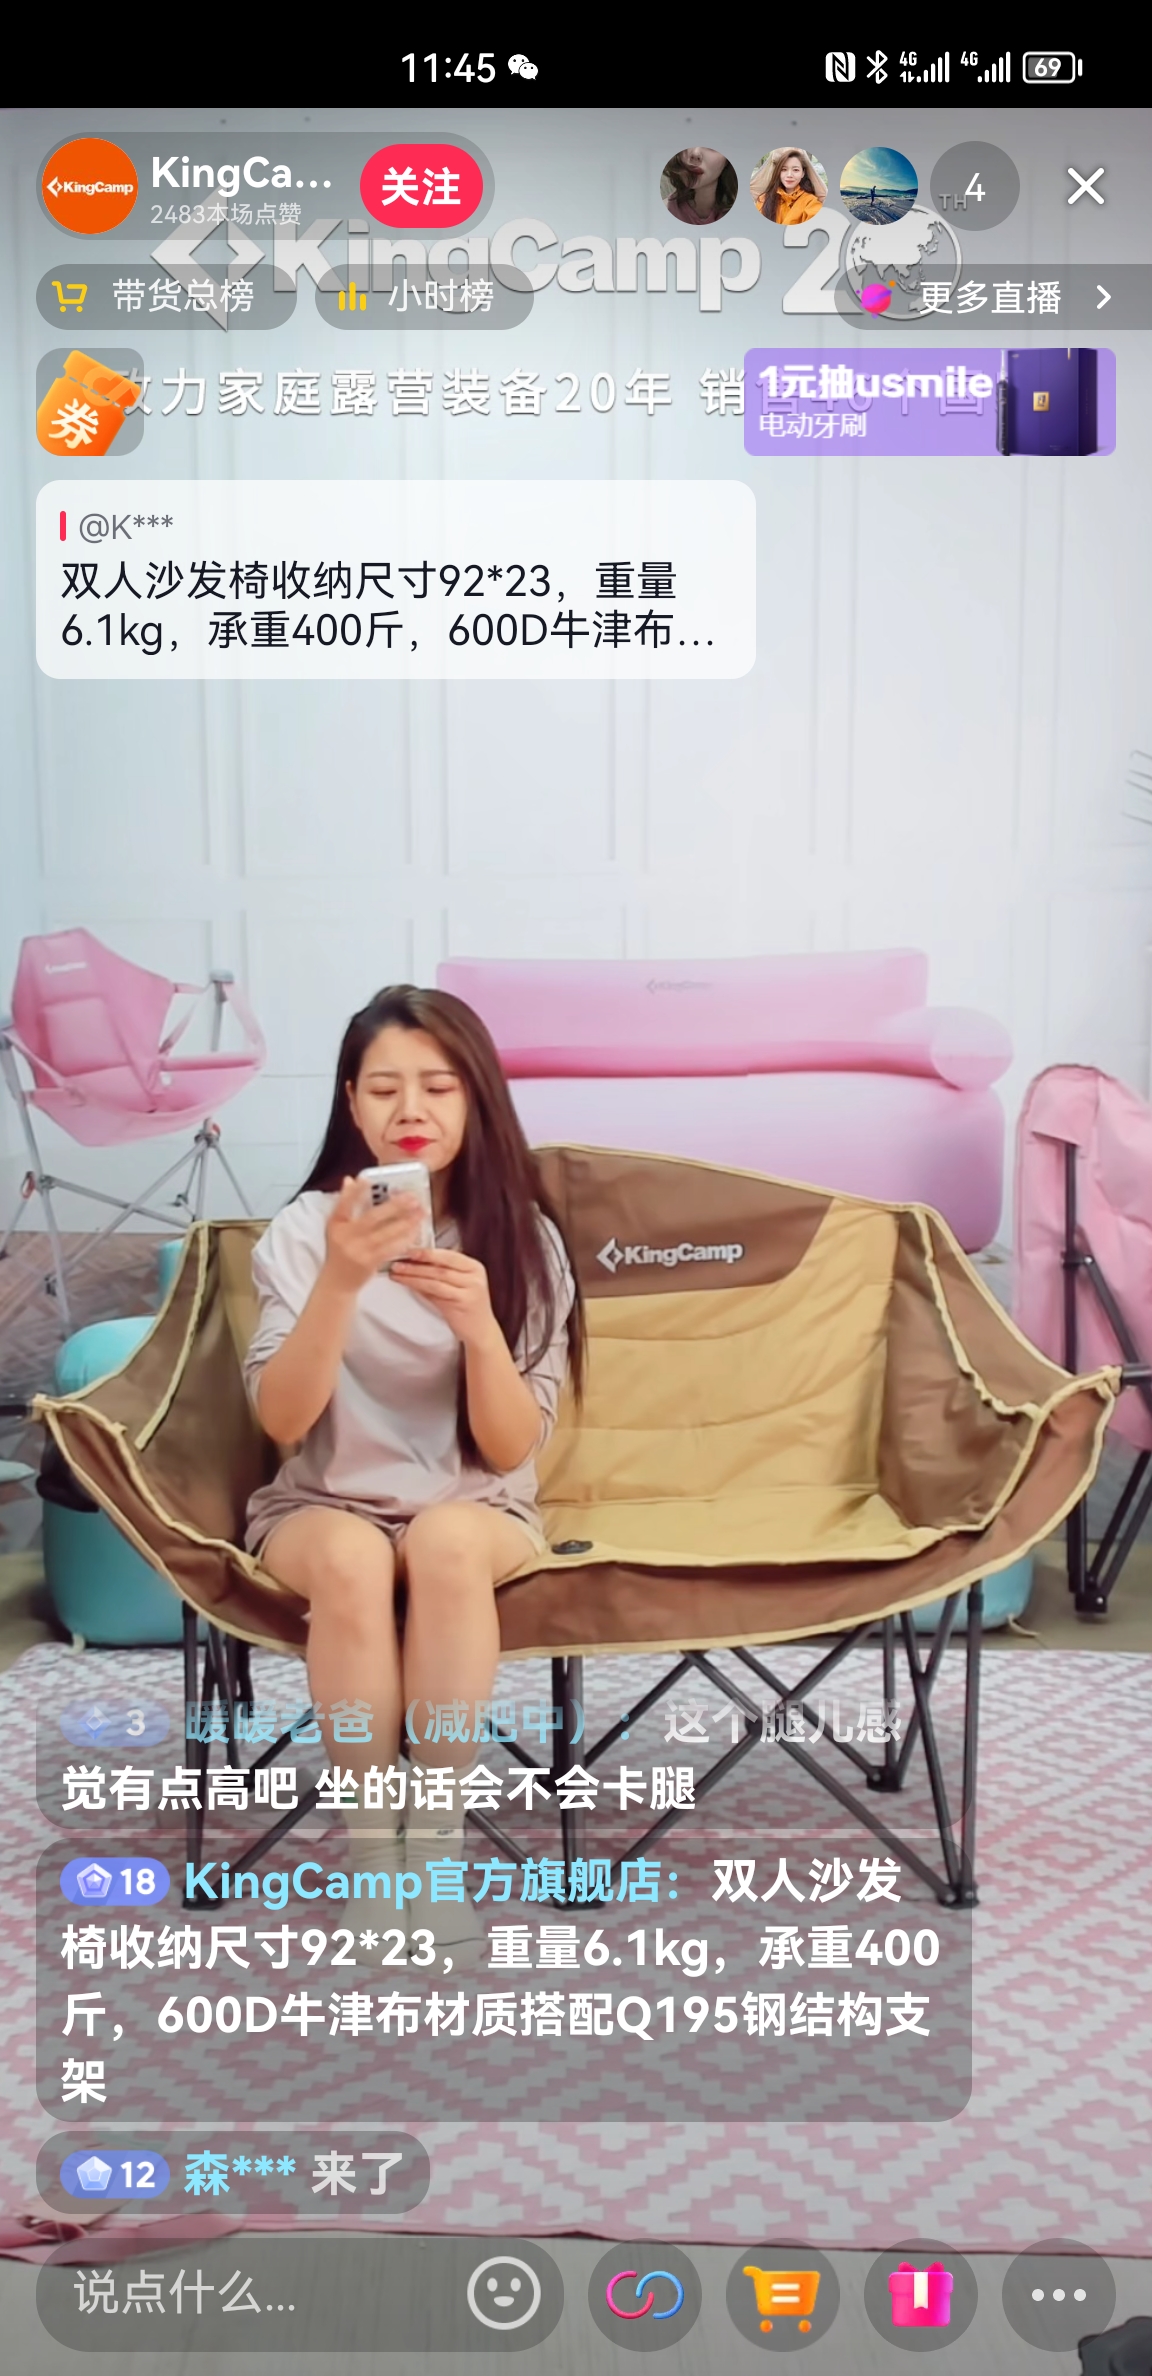 11:45
4G
4G
69
KingCamp
KingCa...
2483本场点赞
关注
TH
4
KingCamp 20
带货总榜
小时榜
更多直播
券
力家庭露营装备20年 销
1元抽usmile
电动牙刷
@K***
双人沙发椅收纳尺寸92*23，重量
6.1kg，承重400斤，600D牛津布...
KingCamp
3 暖暖老爸（减肥中）：这个腿儿感
觉有点高吧 坐的话会不会卡腿
18 KingCamp官方旗舰店：双人沙发
椅收纳尺寸92*23，重量6.1kg，承重400
斤，600D牛津布材质搭配Q195钢结构支
架
12 森*** 来了
说点什么...